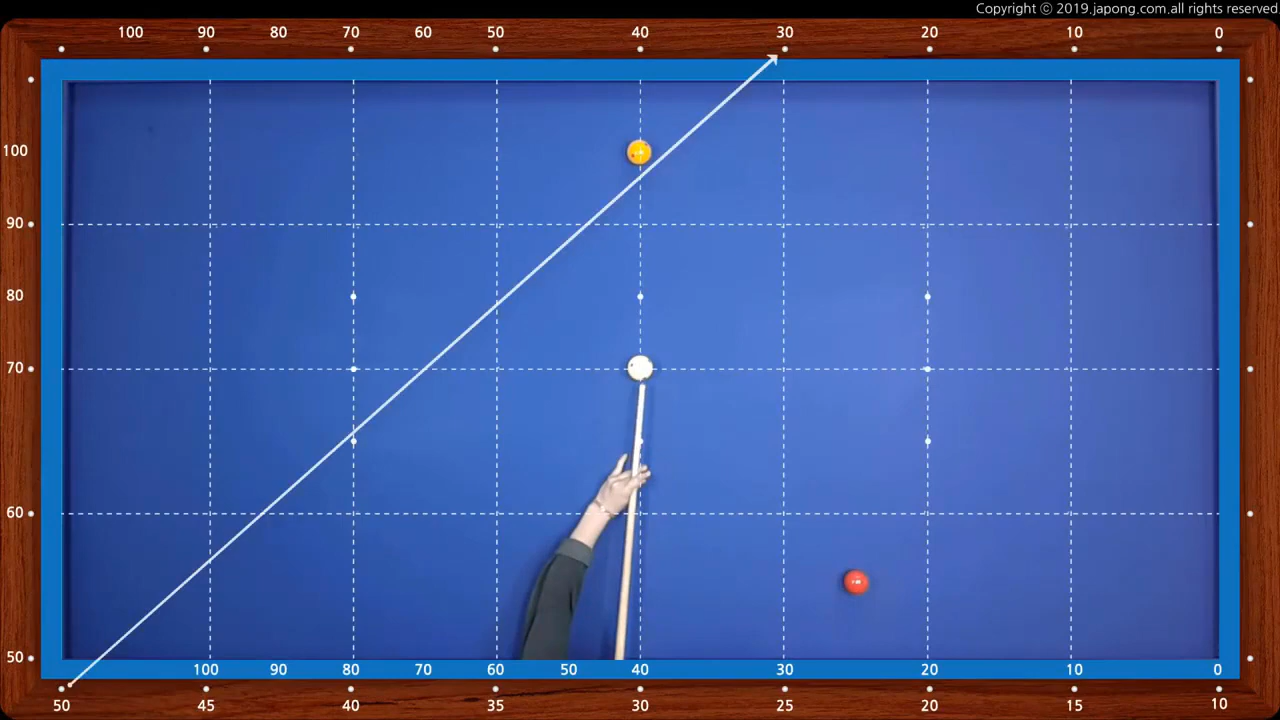 Copyright ⓒ 2019.japong.com.all rights reserved
100 90 80 70 60 50 40 30 20 10 0
100
90
80
70
60
50
100 90 80 70 60 50 40 30 20 10 0
50 45 40 35 30 25 20 15 10